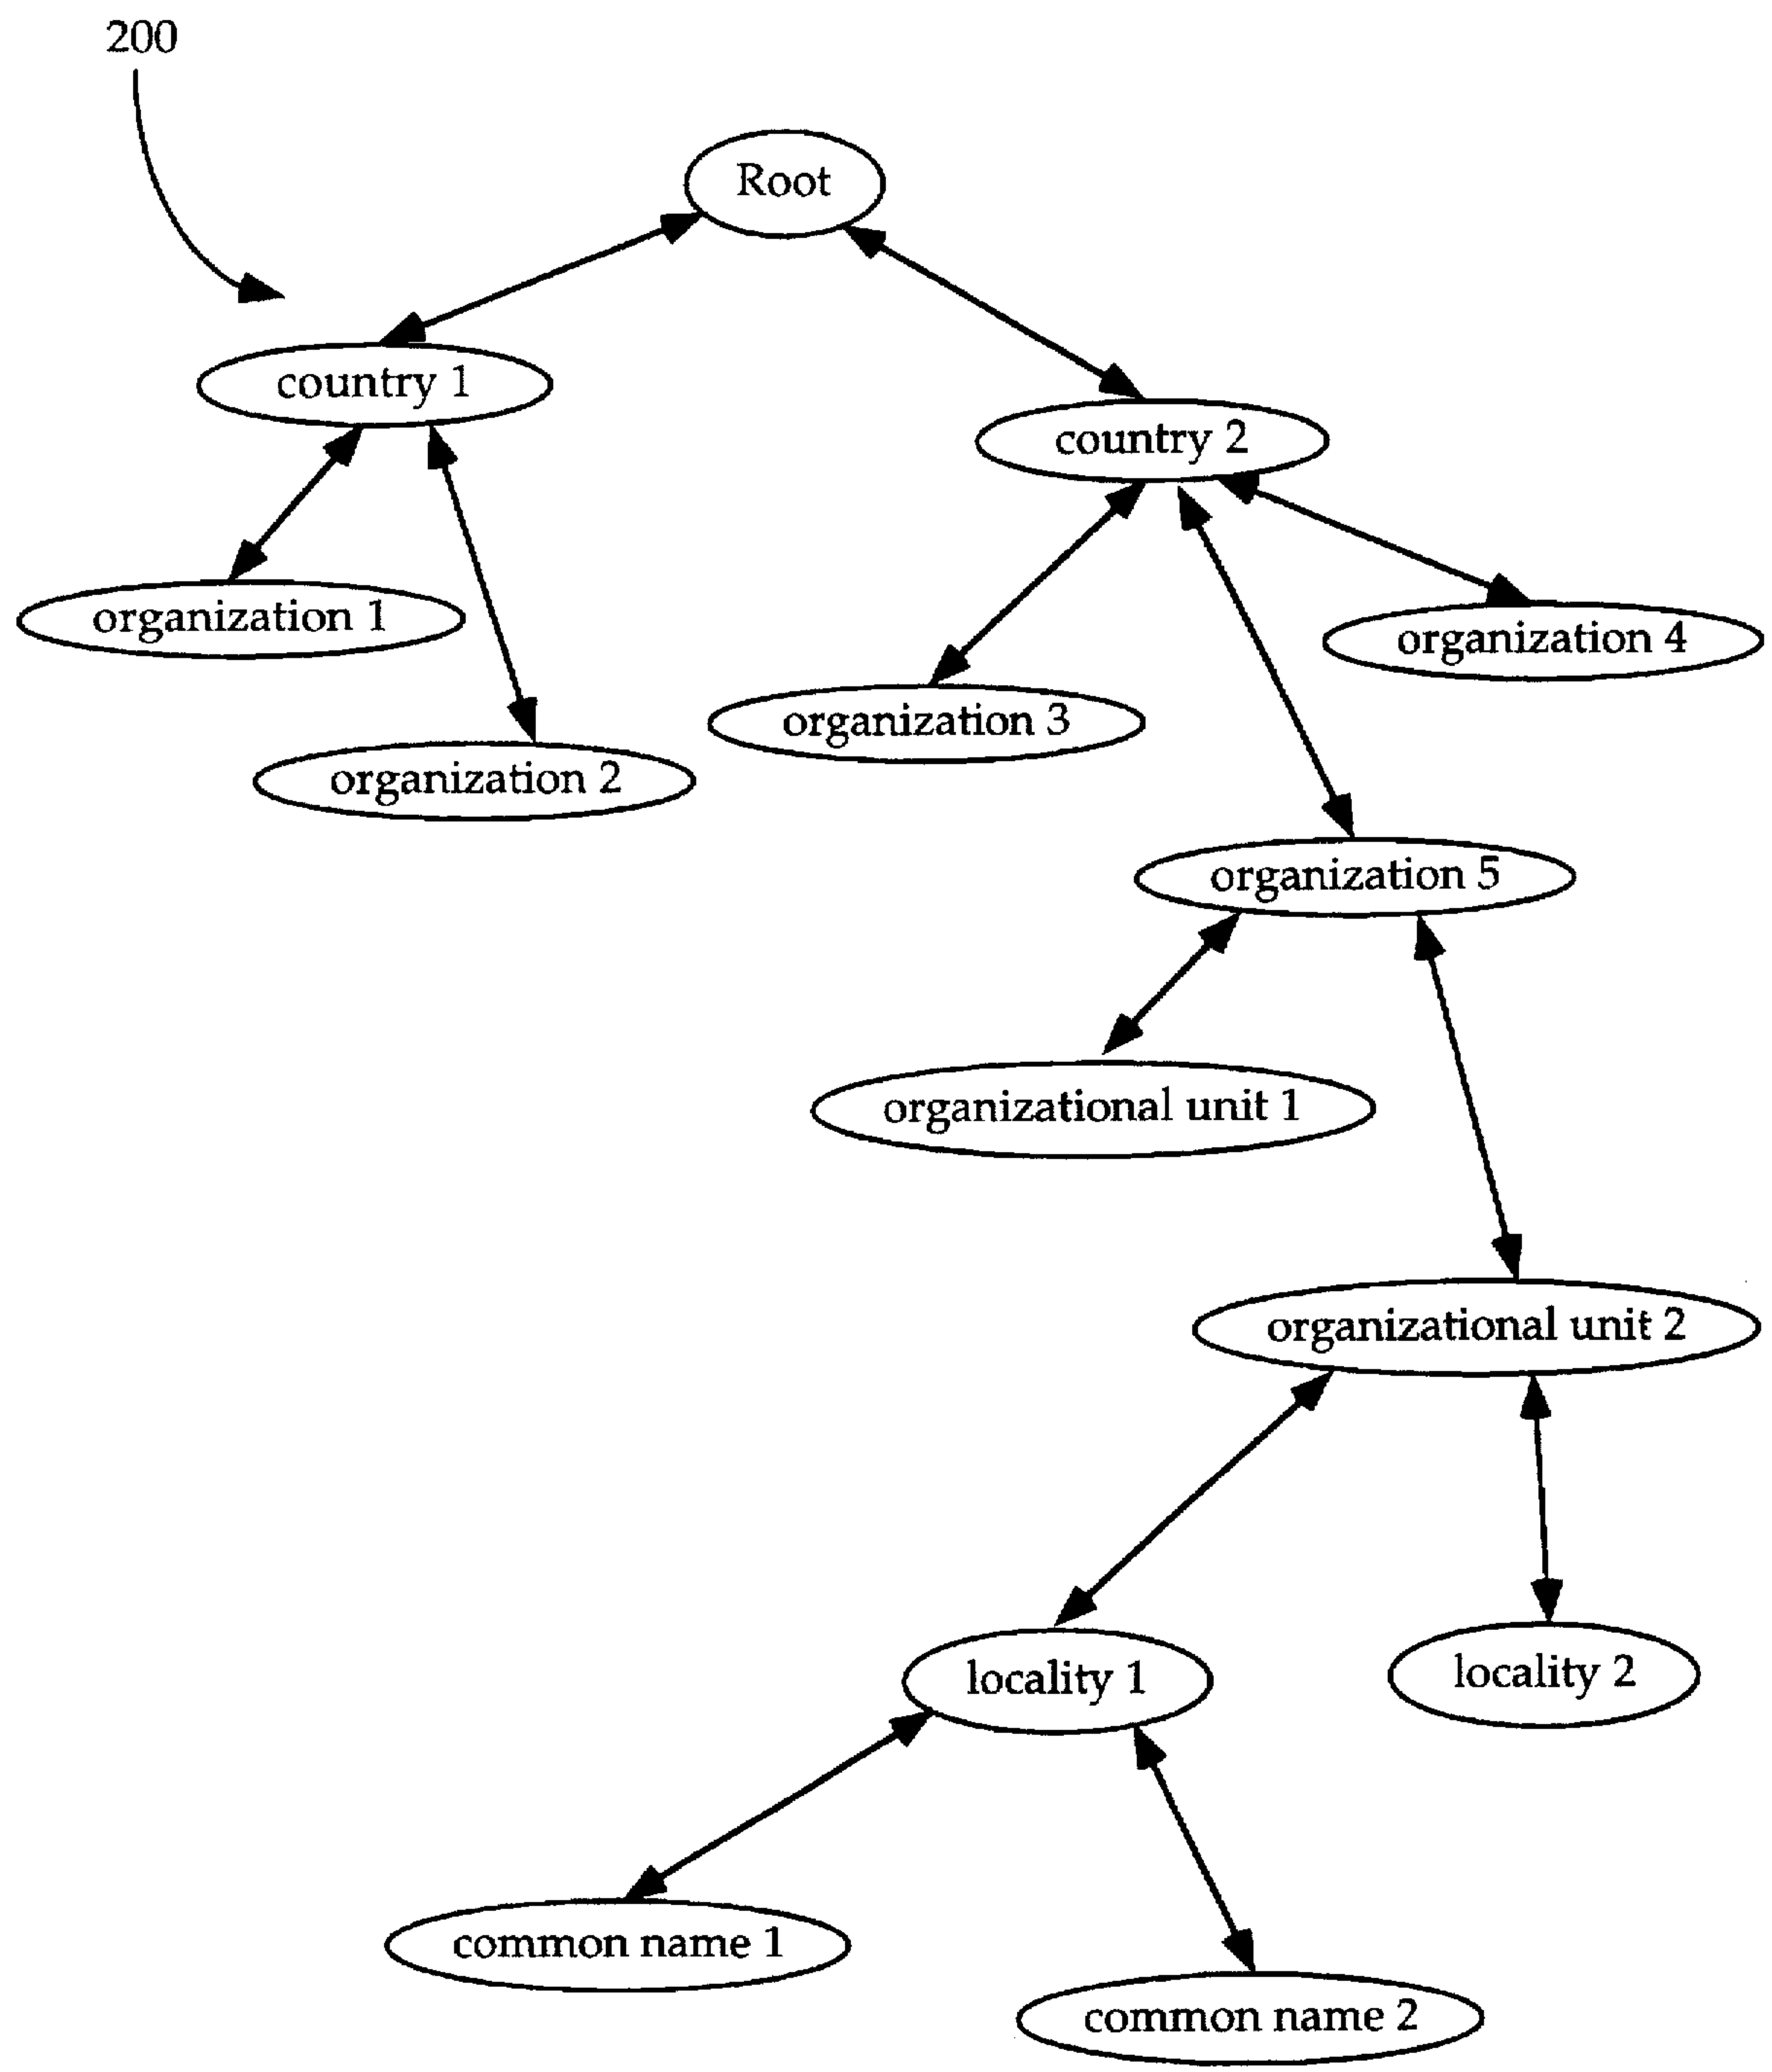 200
Root
country 1
country 2
organization 1
organization 4
organization 3
organization 2
organization 5
organizational unit 1
organizational unit 2
locality 1
locality 2
common name 1
common name 2